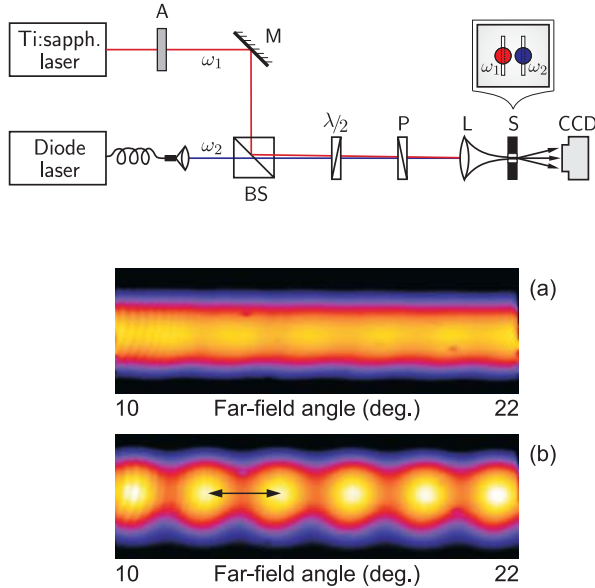 A
M
Ti:sapph.
laser
ω₁
ω₁ ω₂
λ/2 P L S CCD
Diode
laser
ω₂
BS
(a)
10 Far-field angle (deg.) 22
(b)
10 Far-field angle (deg.) 22